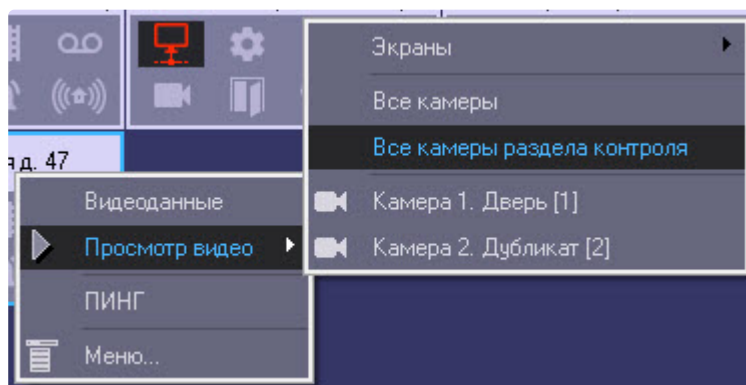 Экраны
Все камеры
Все камеры раздела контроля
Камера 1. Дверь [1]
Камера 2. Дубликат [2]
д. 47
Видеоданные
Просмотр видео
ПИНГ
Меню...